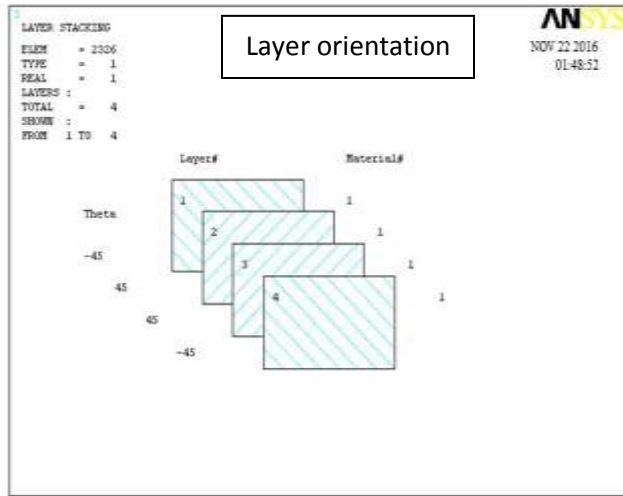 1
LAYER STACKING
ELEM = 2326
TYPE = 1
REAL = 1
LAYERS :
TOTAL = 4
SHOWN :
FROM 1 TO 4
Layer orientation
ANSYS
NOV 22 2016
01:48:52
Layer# Material#
Theta
1 1
2 1
-45 3 1
45 4 1
45
-45